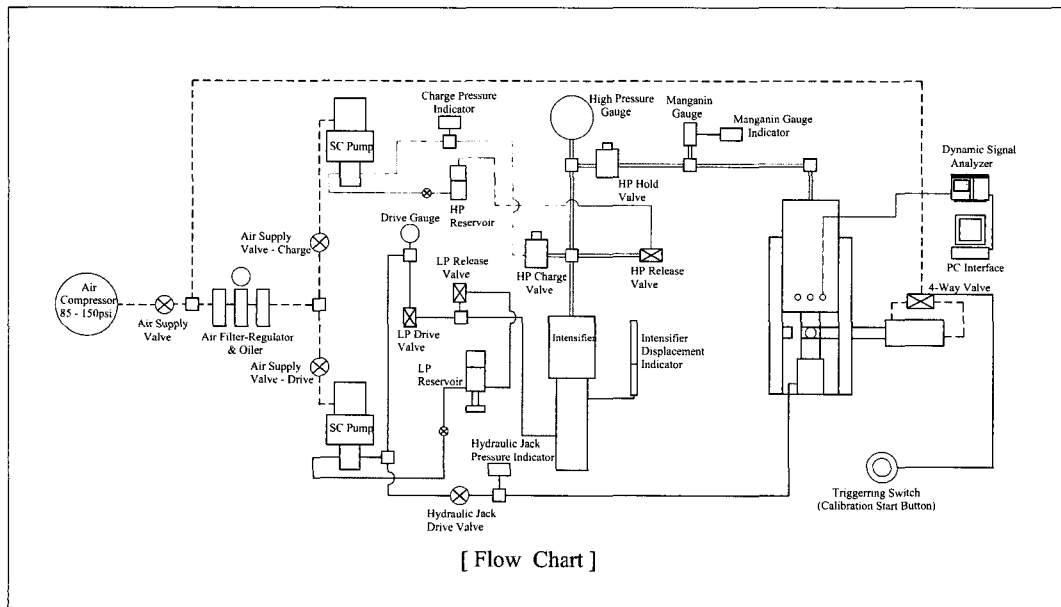 Charge Pressure
Indicator
High Pressure
Gauge
Manganin
Gauge
Manganin Gauge
Indicator
SC Pump
HP
Reservoir
HP Hold
Valve
Dynamic Signal
Analyzer
PC Interface
Drive Gauge
Air Supply
Valve - Charge
LP Release
Valve
HP Charge
Valve
HP Release
Valve
4-Way Valve
Air
Compressor
85 - 150psi
Air Supply
Valve
Air Filter-Regulator
& Oiler
LP Drive
Valve
Intensifier
Intensifier
Displacement
Indicator
Air Supply
Valve - Drive
LP
Reservoir
SC Pump
Hydraulic Jack
Pressure Indicator
Hydraulic Jack
Drive Valve
Triggerring Switch
(Calibration Start Button)
[ Flow Chart ]